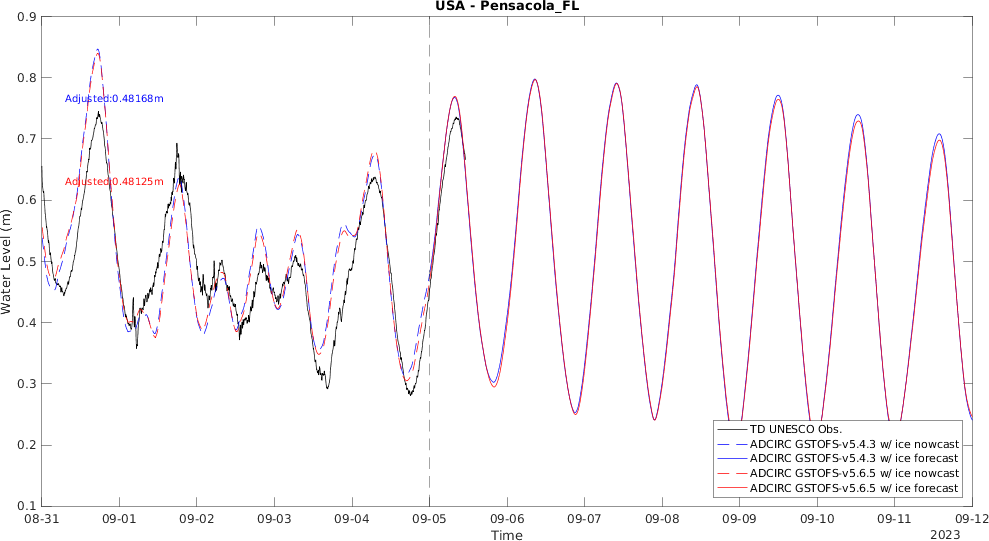 USA - Pensacola_FL
0.9
0.8
0.7
0.6
0.5
0.4
0.3
0.2
0.1
Water Level (m)
Adjusted:0.48168m
Adjusted:0.48125m
TD UNESCO Obs.
ADCIRC GSTOFS-v5.4.3 w/ ice nowcast
ADCIRC GSTOFS-v5.4.3 w/ ice forecast
ADCIRC GSTOFS-v5.6.5 w/ ice nowcast
ADCIRC GSTOFS-v5.6.5 w/ ice forecast
08-31 09-01 09-02 09-03 09-04 09-05 09-06 09-07 09-08 09-09 09-10 09-11 09-12
Time
2023